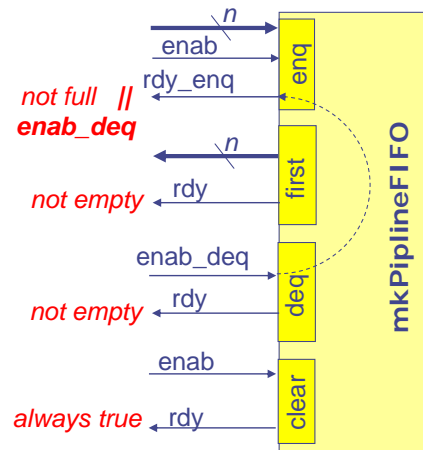 n
enab
enq
rdy_enq
not full ||
enab_deq
n
first
not empty
rdy
enab_deq
deq
not empty
rdy
enab
clear
always true
rdy
mkPiplineFIFO